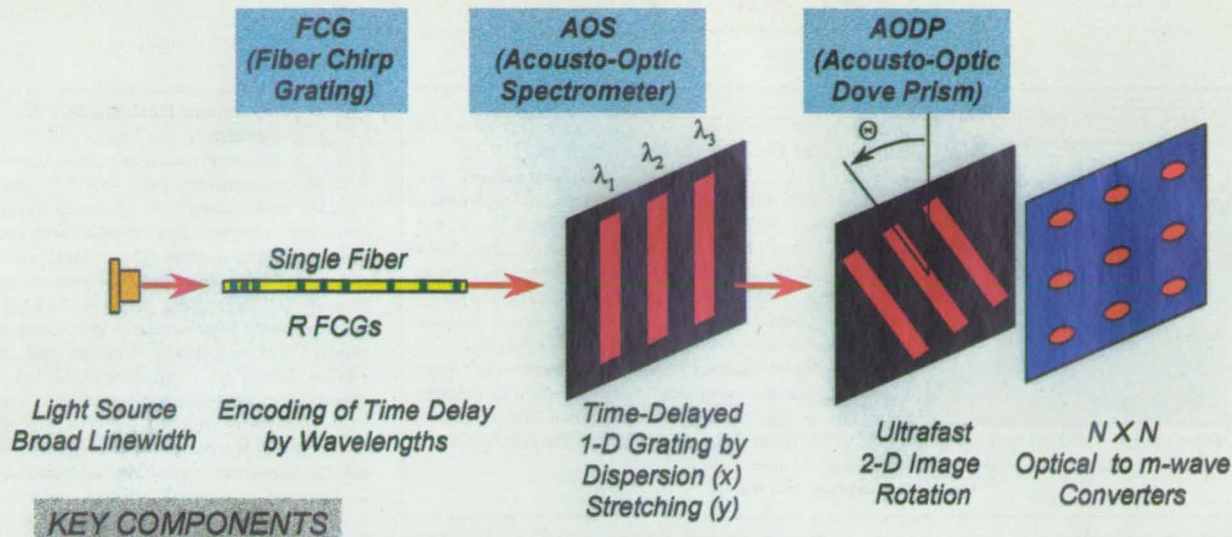 FCG
(Fiber Chirp
Grating)
AOS
(Acousto-Optic
Spectrometer)
AODP
(Acousto-Optic
Dove Prism)
Θ
λ1
λ2
λ3
Single Fiber
R FCGs
Light Source
Broad Linewidth
Encoding of Time Delay
by Wavelengths
Time-Delayed
1-D Grating by
Dispersion (x)
Stretching (y)
Ultrafast
2-D Image
Rotation
N X N
Optical to m-wave
Converters
KEY COMPONENTS